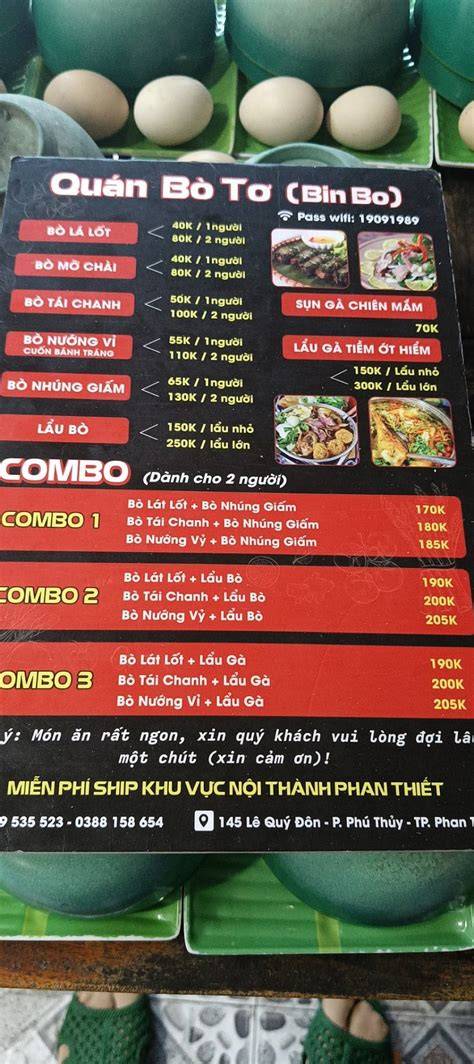 Quán Bò Tơ (Bin Bo)
Pass wifi: 19091989
BÒ LÁ LỐT
40K / 1người
80K / 2 người
BÒ MỠ CHÀI
40K / 1người
80K / 2 người
BÒ TÁI CHANH
50K / 1người
100K / 2 người
BÒ NƯỚNG VỈ
CUỐN BÁNH TRÁNG
55K / 1người
110K / 2 người
BÒ NHÚNG GIẤM
65K / 1người
130K / 2 người
LẨU BÒ
150K / lẩu nhỏ
250K / lẩu lớn
SỤN GÀ CHIÊN MẮM
70K
LẨU GÀ TIỀM ỚT HIỂM
150K / Lẩu nhỏ
300K / Lẩu lớn
COMBO (Dành cho 2 người)
COMBO 1
Bò Lát Lốt + Bò Nhúng Giấm 170K
Bò Tái Chanh + Bò Nhúng Giấm 180K
Bò Nướng Vỷ + Bò Nhúng Giấm 185K
COMBO 2
Bò Lát Lốt + Lẩu Bò 190K
Bò Tái Chanh + Lẩu Bò 200K
Bò Nướng Vỷ + Lẩu Bò 205K
OMBO 3
Bò Lát Lốt + Lẩu Gà 190K
Bò Tái Chanh + Lẩu Gà 200K
Bò Nướng Vỉ + Lẩu Gà 205K
ý: Món ăn rất ngon, xin quý khách vui lòng đợi lâ
một chút (xin cảm ơn)!
MIỄN PHÍ SHIP KHU VỰC NỘI THÀNH PHAN THIẾT
9 535 523 - 0388 158 654
145 Lê Quý Đôn - P. Phú Thủy - TP. Phan T